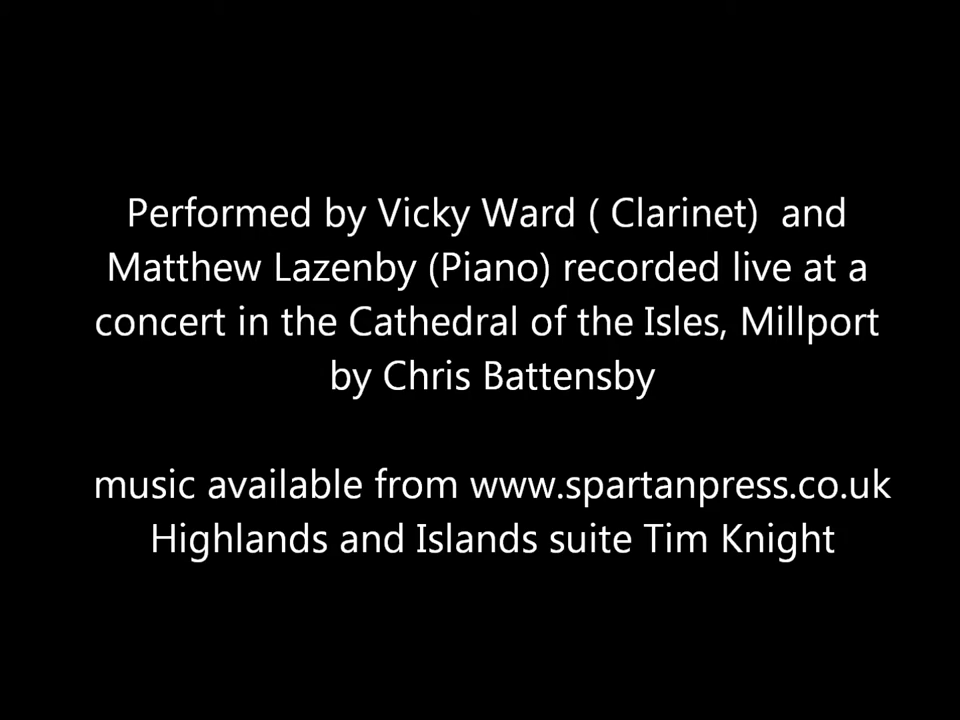 Performed by Vicky Ward ( Clarinet)  and
Matthew Lazenby (Piano) recorded live at a
concert in the Cathedral of the Isles, Millport
by Chris Battensby
music available from www.spartanpress.co.uk
Highlands and Islands suite Tim Knight